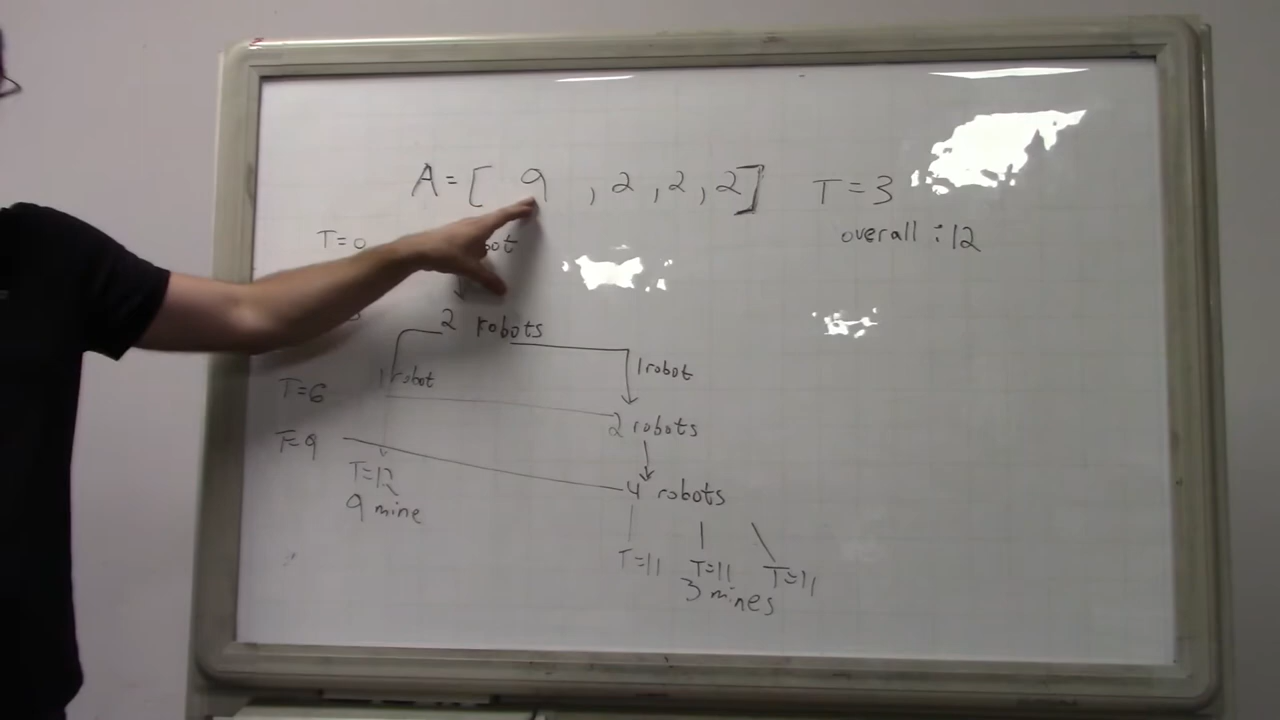 A=[ 9 , 2 , 2 , 2 ] T=3
overall : 12
T=0
2 robots
1 robot
1 robot
T=6
2 robots
T=9
T=12
9 mine
4 robots
T=11 T=11 T=11
3 mines